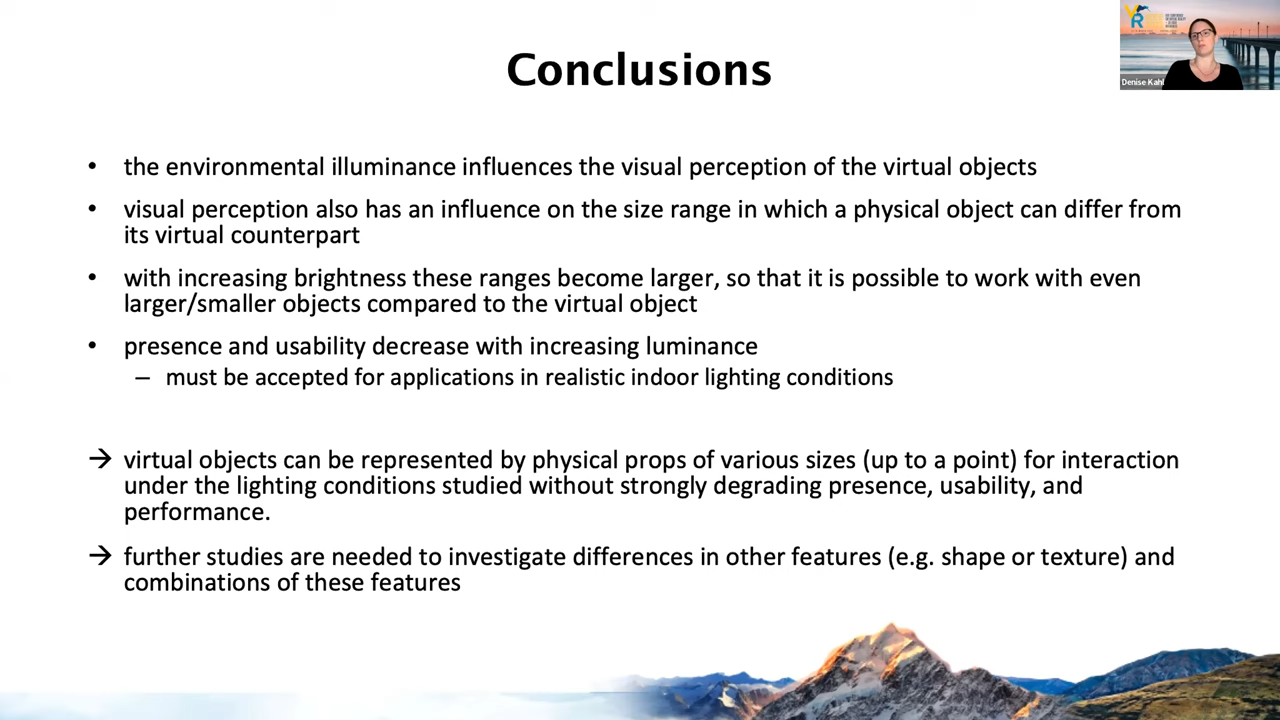 Conclusions
Denise Kahl
• the environmental illuminance influences the visual perception of the virtual objects
• visual perception also has an influence on the size range in which a physical object can differ from
its virtual counterpart
• with increasing brightness these ranges become larger, so that it is possible to work with even
larger/smaller objects compared to the virtual object
• presence and usability decrease with increasing luminance
– must be accepted for applications in realistic indoor lighting conditions
→ virtual objects can be represented by physical props of various sizes (up to a point) for interaction
under the lighting conditions studied without strongly degrading presence, usability, and
performance.
→ further studies are needed to investigate differences in other features (e.g. shape or texture) and
combinations of these features